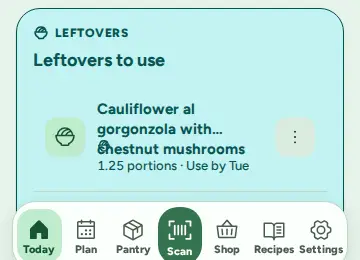 LEFTOVERS
Leftovers to use
Cauliflower al
gorgonzola with...
chestnut mushrooms
1.25 portions · Use by Tue
Today
Plan
Pantry
Scan
Shop
Recipes
Settings